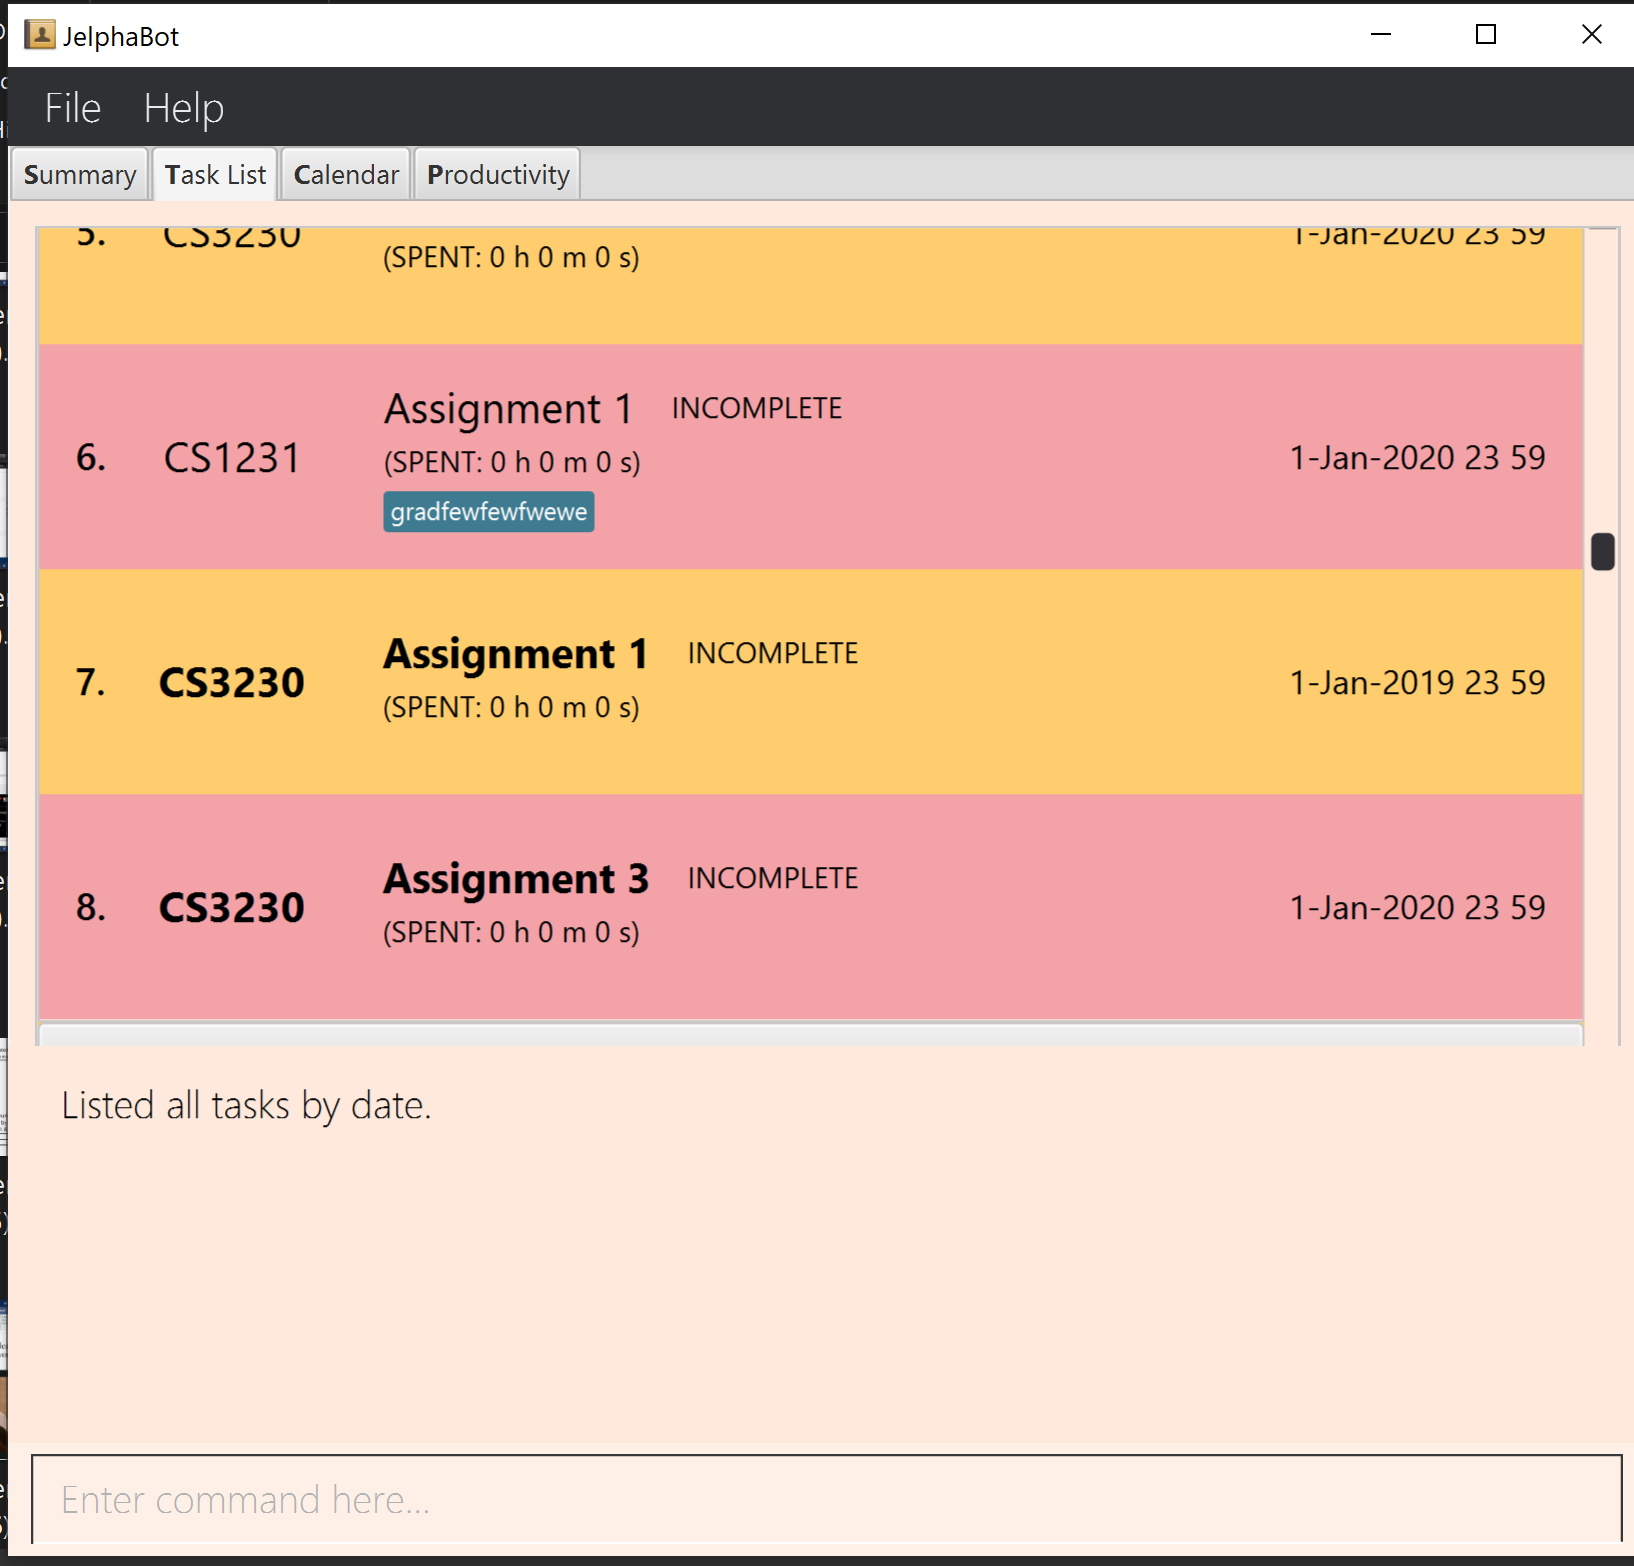 JelphaBot
File Help
Summary Task List Calendar Productivity
5. CS3230 1-Jan-2020 23 59
(SPENT: 0 h 0 m 0 s)
Assignment 1 INCOMPLETE
6. CS1231 1-Jan-2020 23 59
(SPENT: 0 h 0 m 0 s)
gradfewfewfwewe
Assignment 1 INCOMPLETE
7. CS3230 1-Jan-2019 23 59
(SPENT: 0 h 0 m 0 s)
Assignment 3 INCOMPLETE
8. CS3230 1-Jan-2020 23 59
(SPENT: 0 h 0 m 0 s)
Listed all tasks by date.
Enter command here...